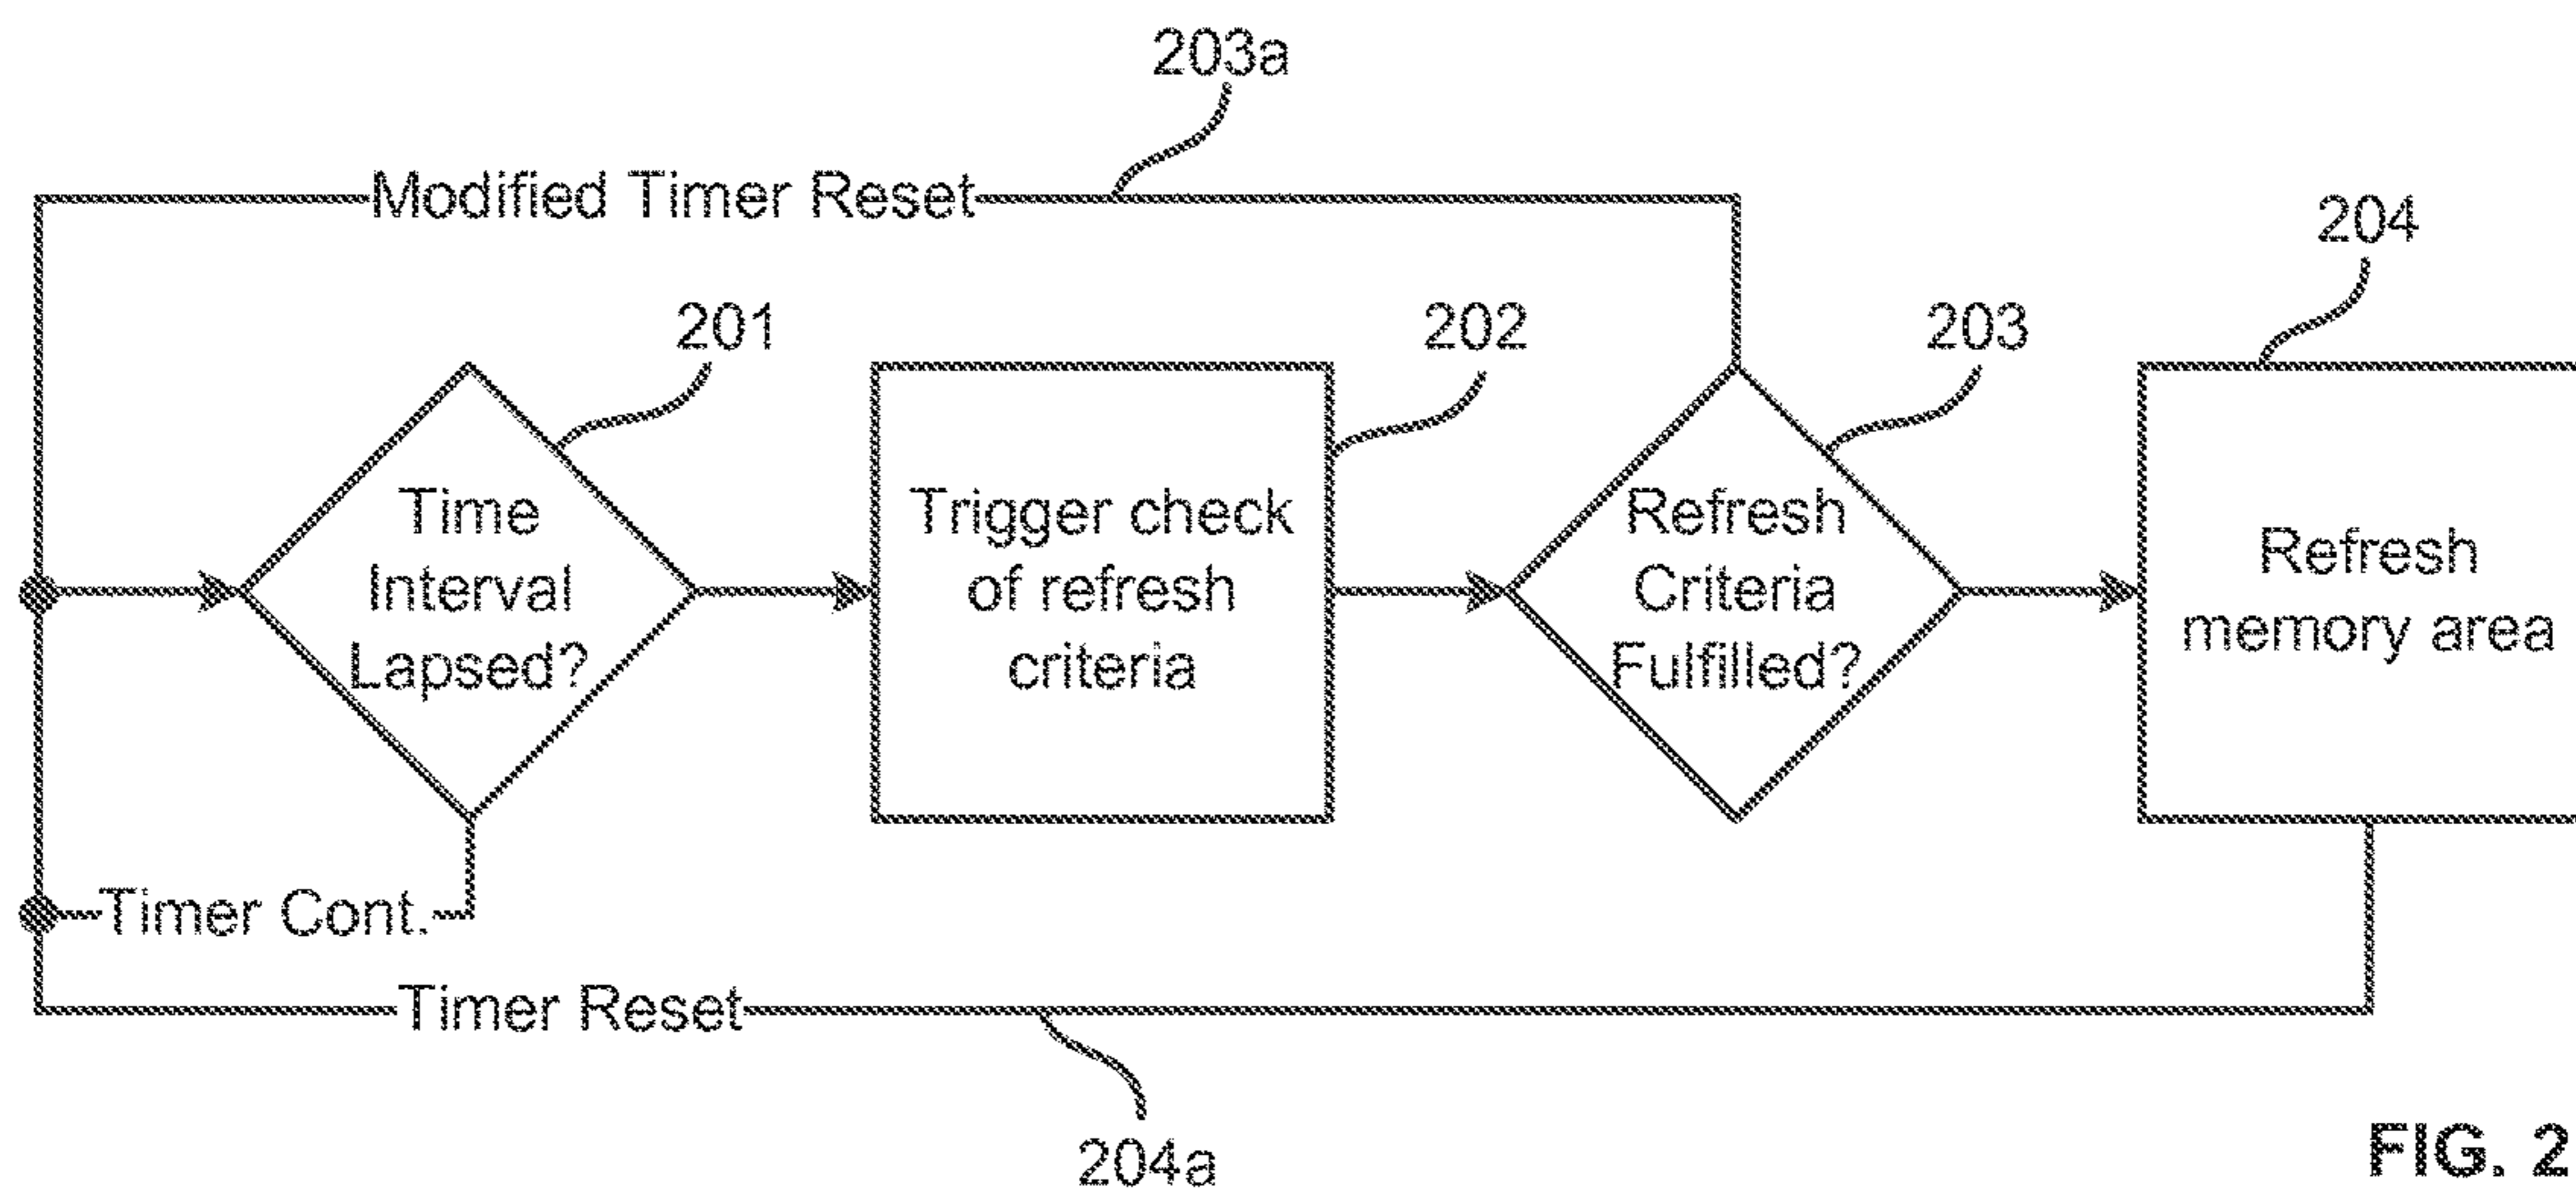 203a
Modified Timer Reset
204
201
202
203
Time
Interval
Lapsed?
Trigger check
of refresh
criteria
Refresh
Criteria
Fulfilled?
Refresh
memory area
Timer Cont.
Timer Reset
204a
FIG. 2